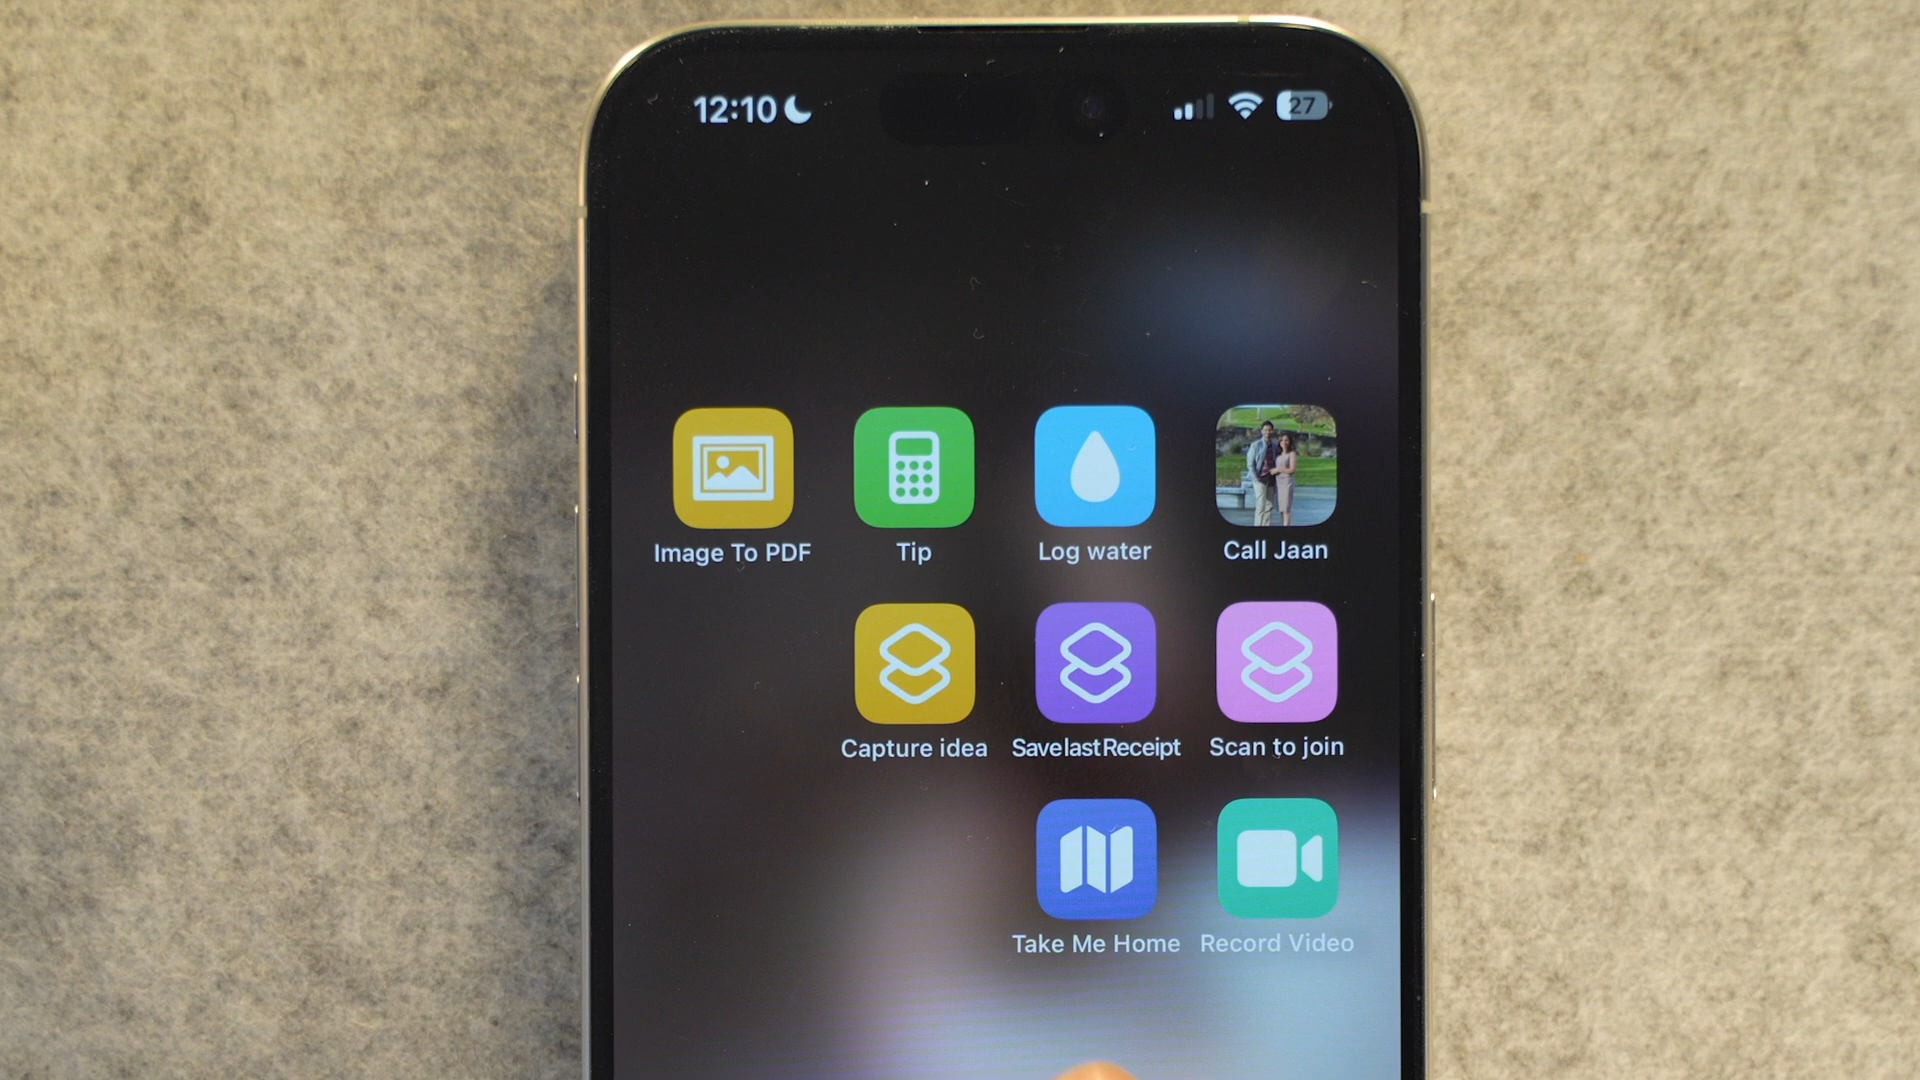 12:10
27
Image To PDF
Tip
Log water
Call Jaan
Capture idea
SavelastReceipt
Scan to join
Take Me Home
Record Video